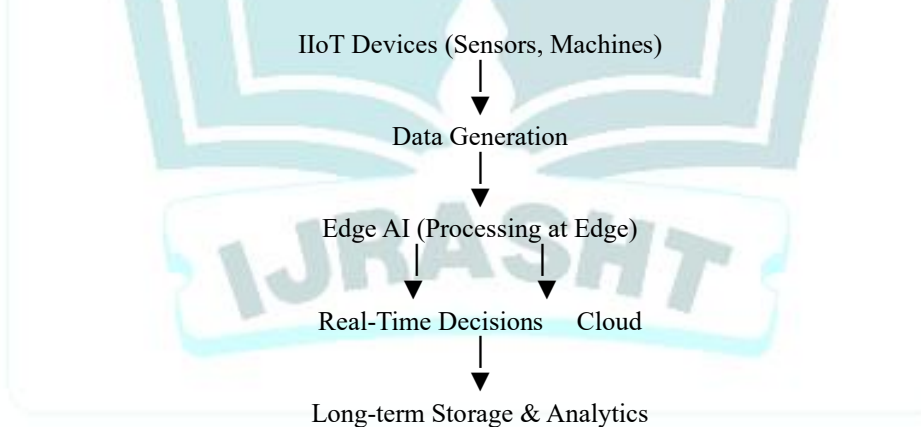 IIoT Devices (Sensors, Machines)
Data Generation
Edge AI (Processing at Edge)
IJRASHT
Real-Time Decisions Cloud
Long-term Storage & Analytics